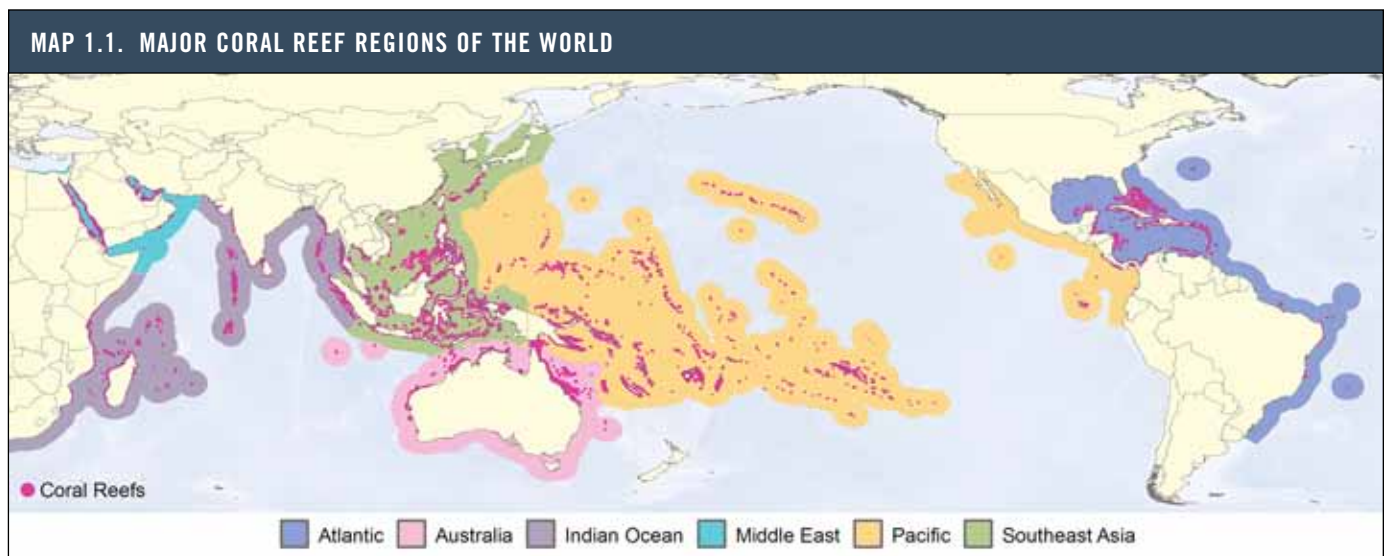 MAP 1.1. MAJOR CORAL REEF REGIONS OF THE WORLD
Coral Reefs
Atlantic Australia Indian Ocean Middle East Pacific Southeast Asia